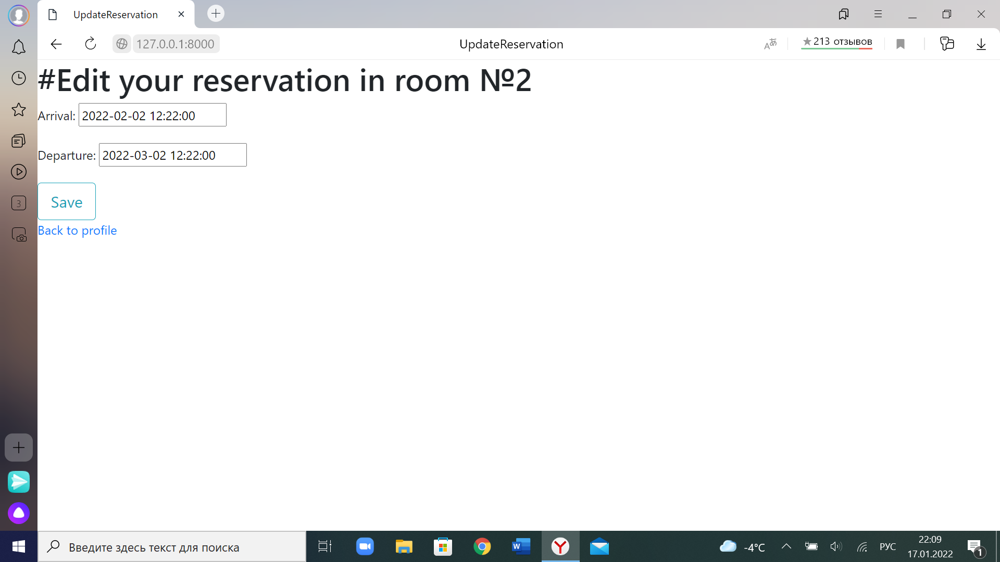 UpdateReservation
127.0.0.1:8000
UpdateReservation
213 отзывов
#Edit your reservation in room №2
Arrival: 2022-02-02 12:22:00
Departure: 2022-03-02 12:22:00
Save
Back to profile
3
Введите здесь текст для поиска
W
-4°C
РУС
22:09
17.01.2022
1